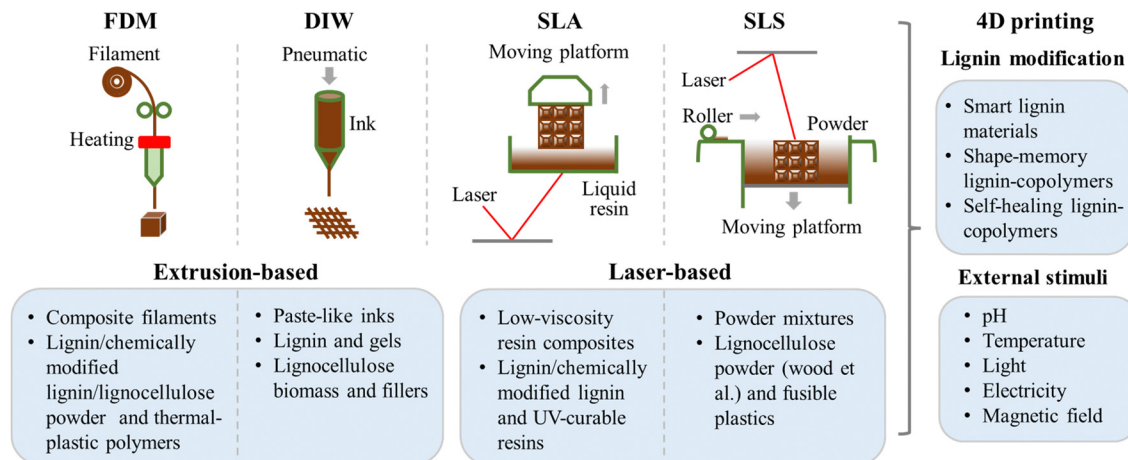 FDM
Filament
Heating
DIW
Pneumatic
Ink
SLA
Moving platform
Laser
Liquid
resin
SLS
Laser
Roller
Powder
Moving platform
Extrusion-based
• Composite filaments
• Lignin/chemically
modified
lignin/lignocellulose
powder and thermal-
plastic polymers
• Paste-like inks
• Lignin and gels
• Lignocellulose
biomass and fillers
Laser-based
• Low-viscosity
resin composites
• Lignin/chemically
modified lignin
and UV-curable
resins
• Powder mixtures
• Lignocellulose
powder (wood et
al.) and fusible
plastics
4D printing
Lignin modification
• Smart lignin
materials
• Shape-memory
lignin-copolymers
• Self-healing lignin-
copolymers
External stimuli
• pH
• Temperature
• Light
• Electricity
• Magnetic field